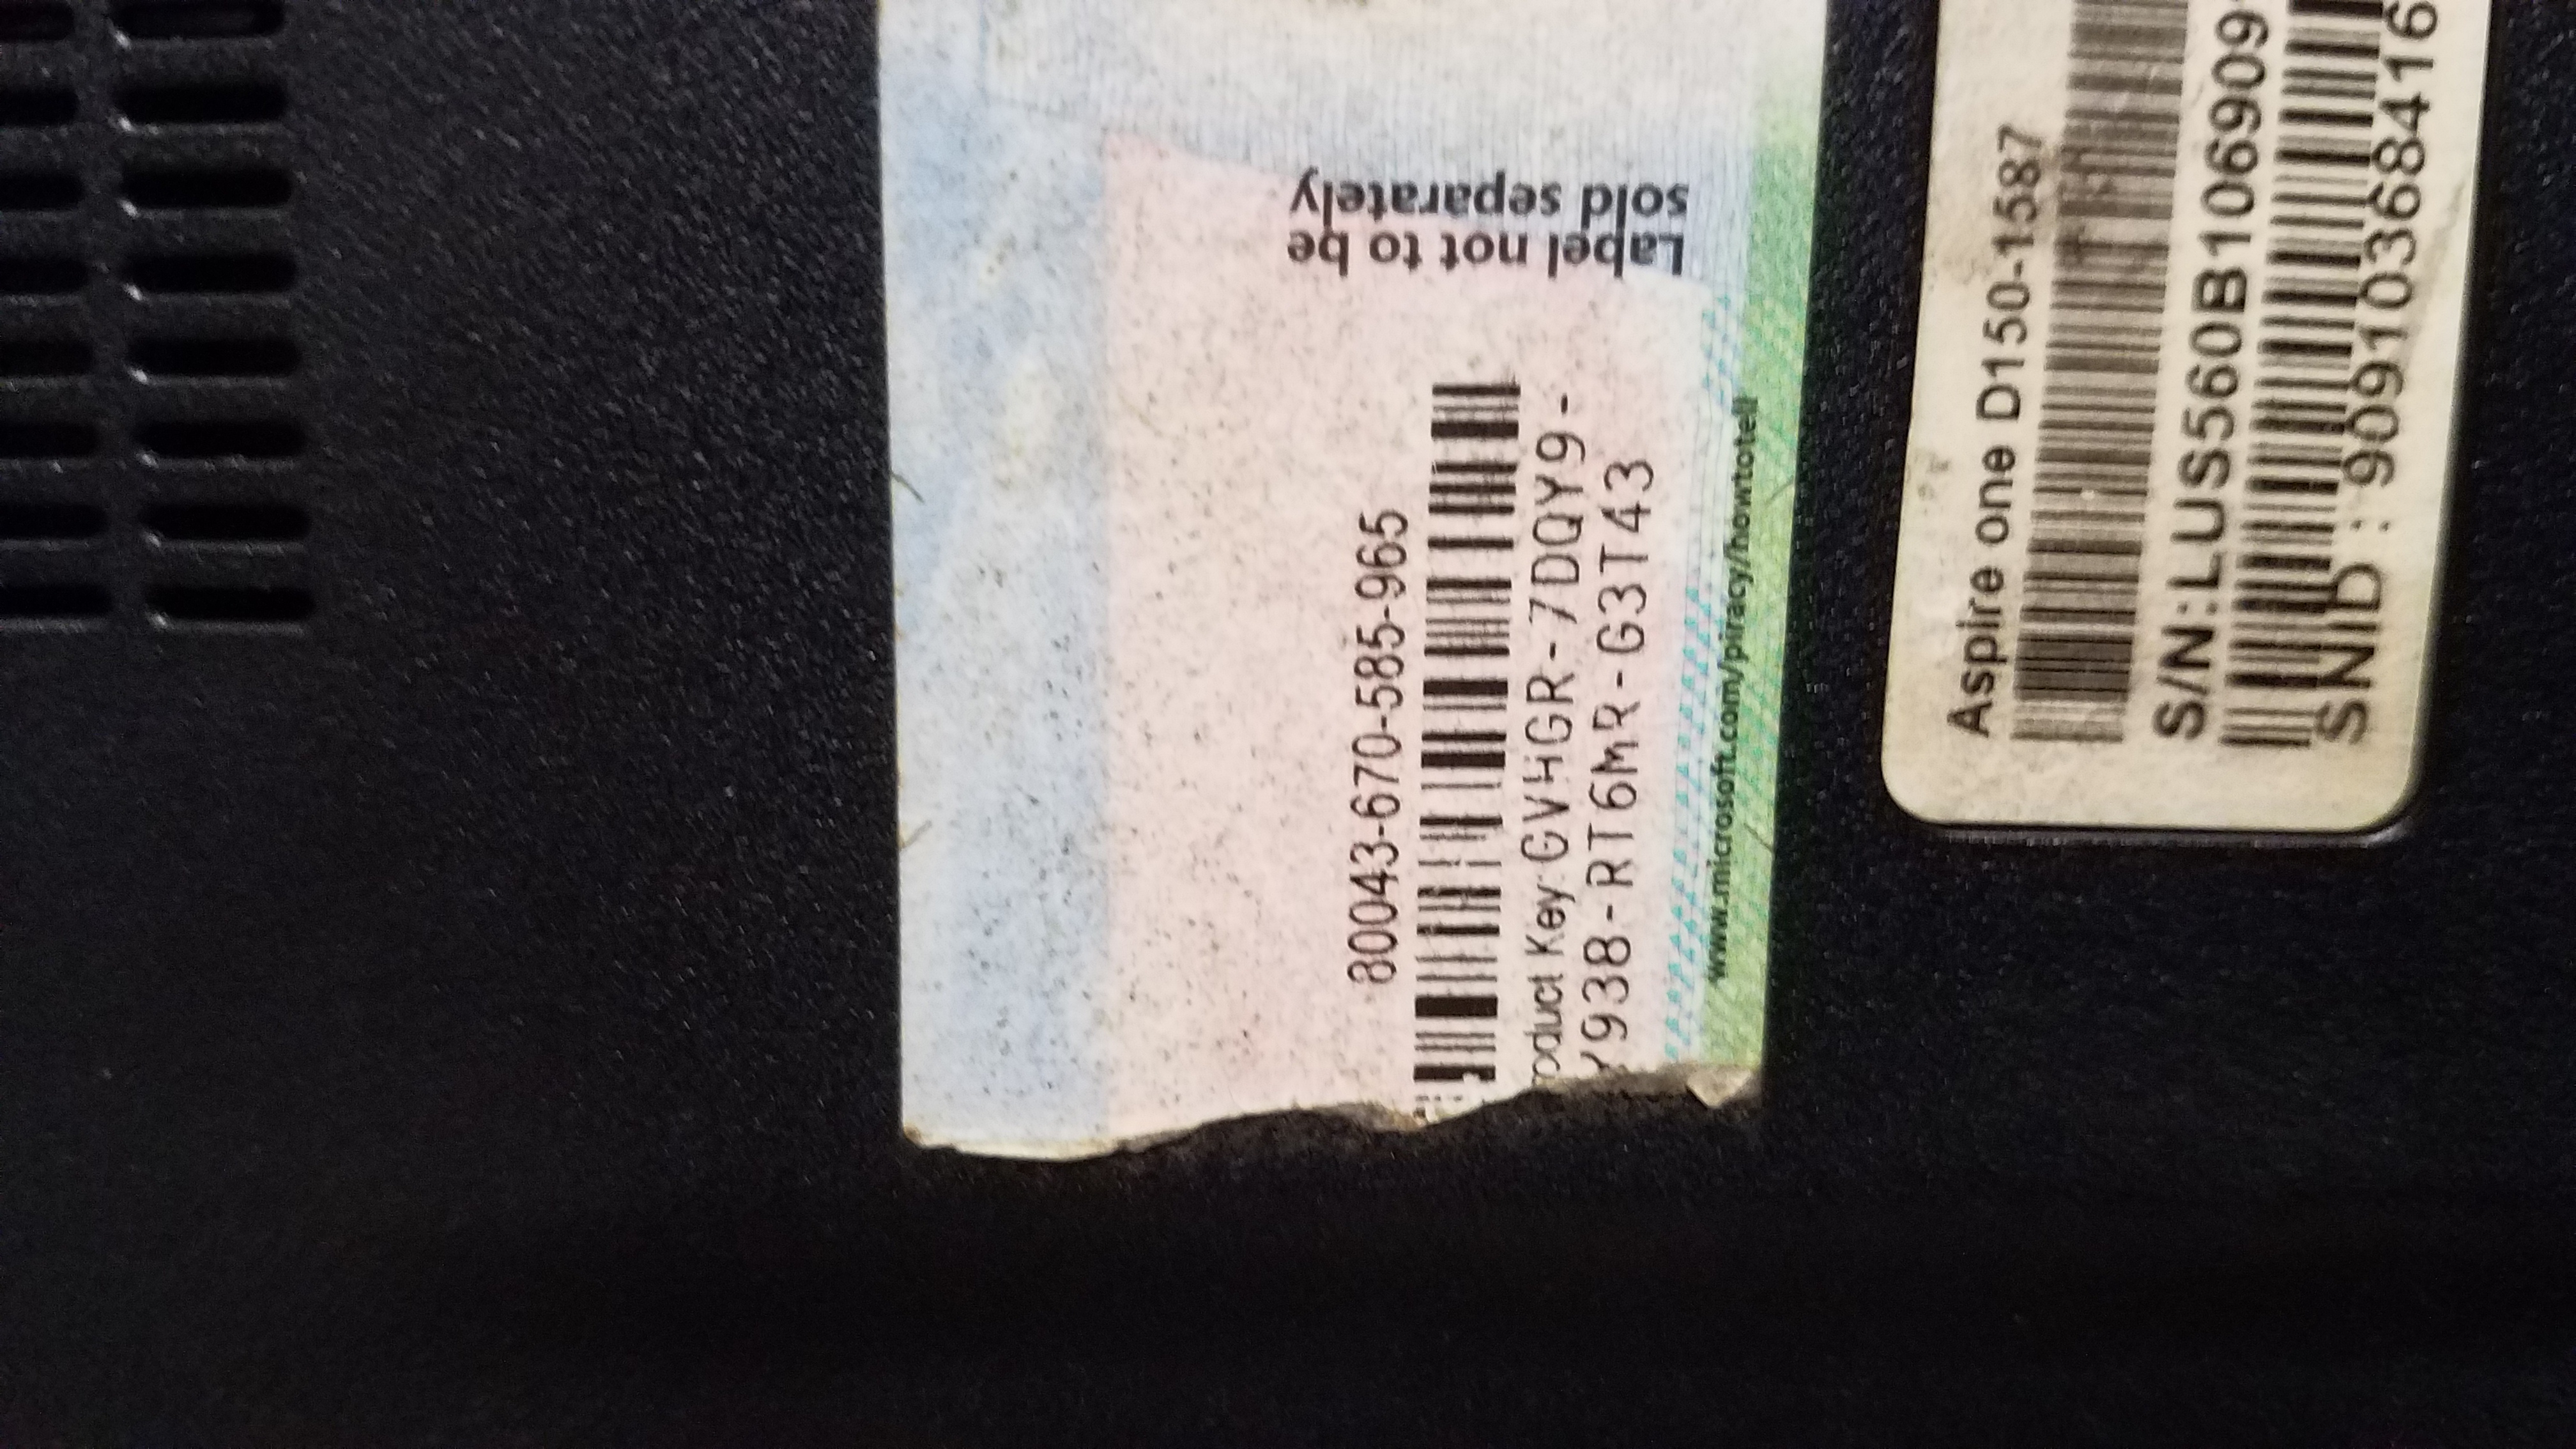 80043-670-585-965
roduct Key: GVHGR-7DQY9-
Y938-RT6MR-G3T43
www.microsoft.com/piracy/howtotell
Label not to be
sold separately
Aspire one D150-1587
S/N:LUS560B106909
SNID : 90910368416